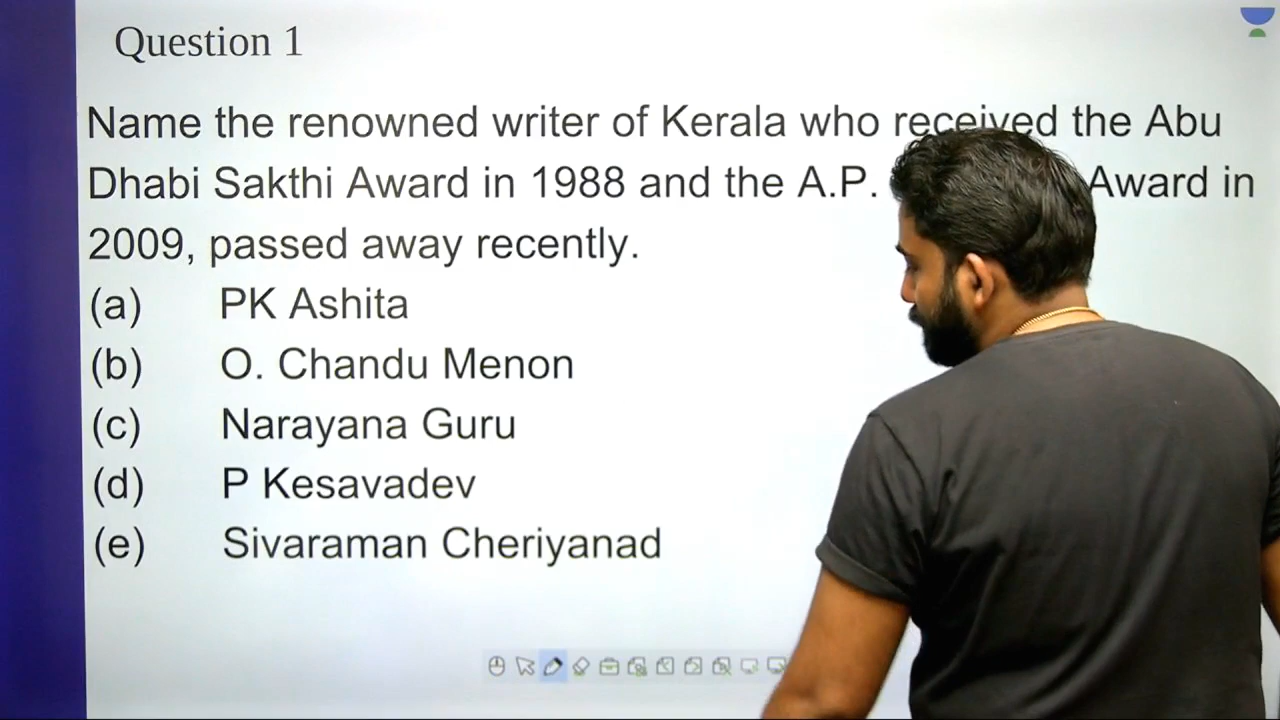 Question 1
Name the renowned writer of Kerala who received the Abu
Dhabi Sakthi Award in 1988 and the A.P. Award in
2009, passed away recently.
(a) PK Ashita
(b) O. Chandu Menon
(c) Narayana Guru
(d) P Kesavadev
(e) Sivaraman Cheriyanad